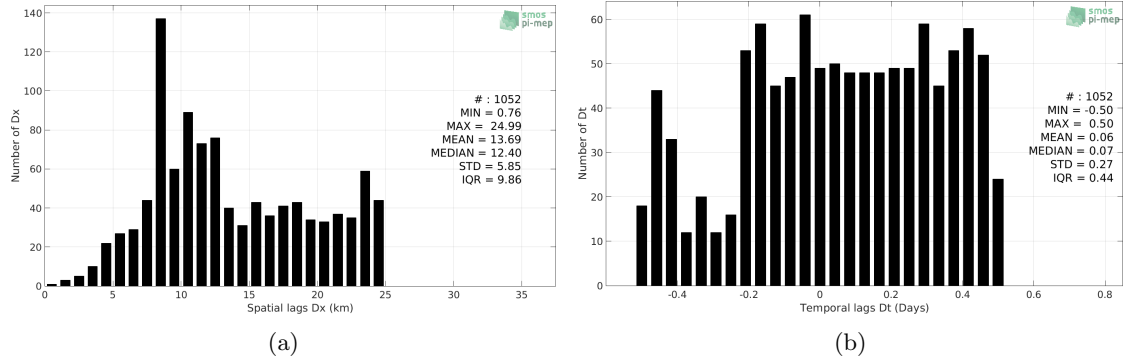 140
120
100
80
60
40
20
0
Number of Dx
smos
pi-mep
# : 1052
MIN = 0.76
MAX = 24.99
MEAN = 13.69
MEDIAN = 12.40
STD = 5.85
IQR = 9.86
0 5 10 15 20 25 30 35
Spatial lags Dx (km)
(a)
60
50
40
30
20
10
0
Number of Dt
smos
pi-mep
# : 1052
MIN = -0.50
MAX = 0.50
MEAN = 0.06
MEDIAN = 0.07
STD = 0.27
IQR = 0.44
-0.4 -0.2 0 0.2 0.4 0.6 0.8
Temporal lags Dt (Days)
(b)